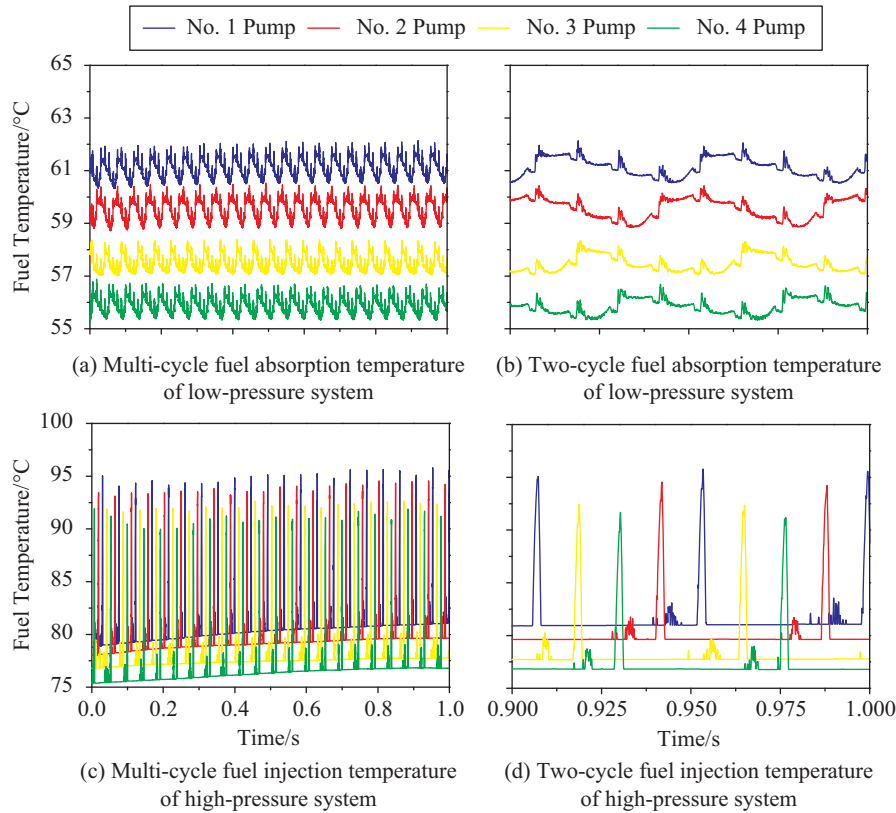 No. 1 Pump No. 2 Pump No. 3 Pump No. 4 Pump
65
63
61
59
57
55
Fuel Temperature/°C
(a) Multi-cycle fuel absorption temperature
of low-pressure system
(b) Two-cycle fuel absorption temperature
of low-pressure system
100
95
90
85
80
75
Fuel Temperature/°C
0.0 0.2 0.4 0.6 0.8 1.0
Time/s
(c) Multi-cycle fuel injection temperature
of high-pressure system
0.900 0.925 0.950 0.975 1.000
Time/s
(d) Two-cycle fuel injection temperature
of high-pressure system